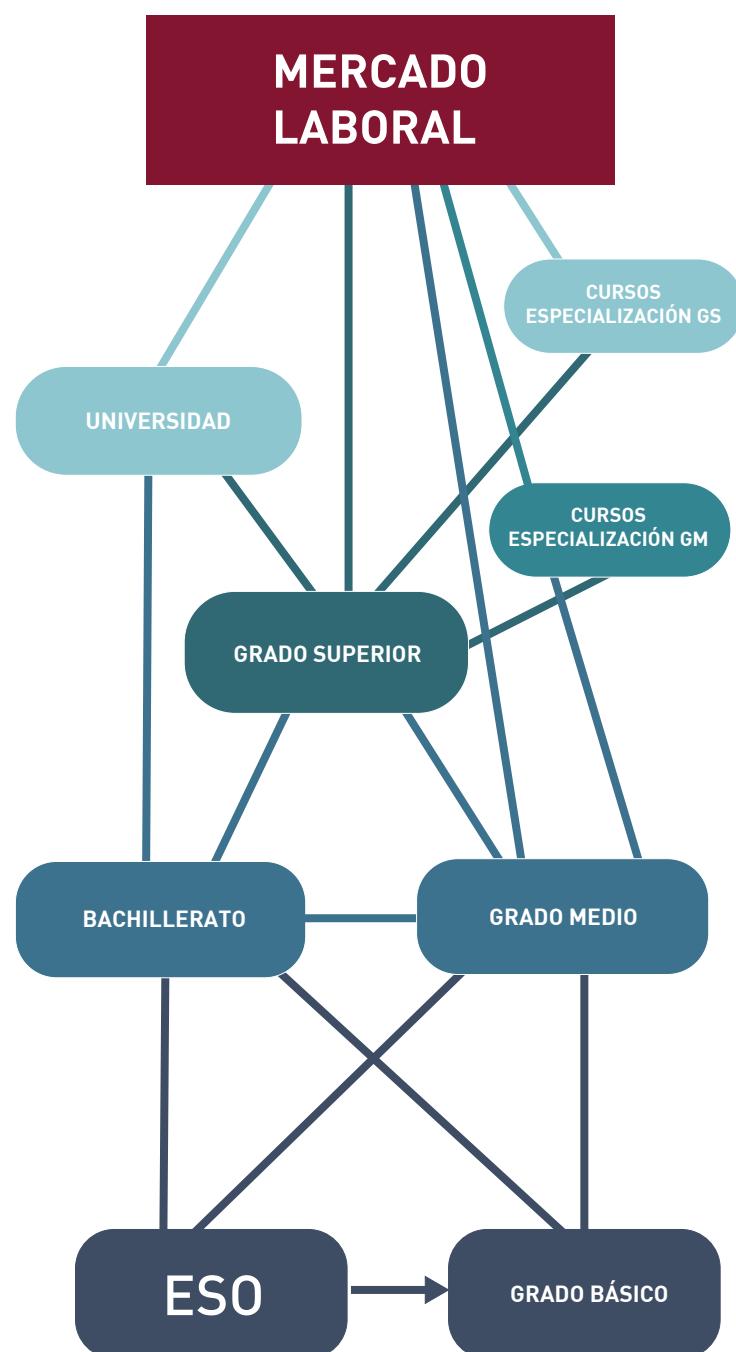 MERCADO
LABORAL
CURSOS
ESPECIALIZACIÓN GS
UNIVERSIDAD
CURSOS
ESPECIALIZACIÓN GM
GRADO SUPERIOR
BACHILLERATO
GRADO MEDIO
ESO
GRADO BÁSICO